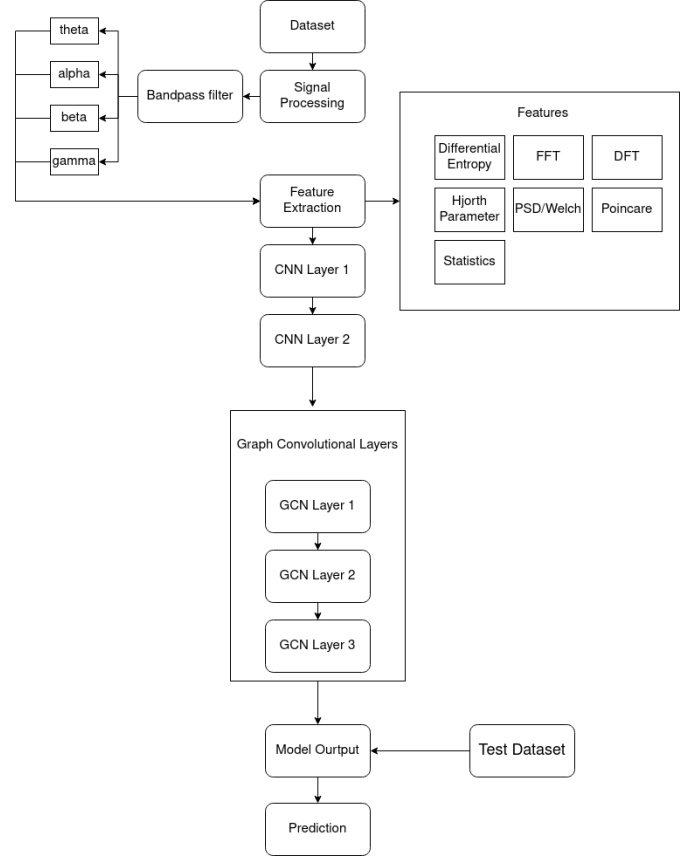 Dataset
Signal
Processing
Bandpass filter
theta
alpha
beta
gamma
Feature
Extraction
Features
Differential
Entropy
FFT
DFT
Hjorth
Parameter
PSD/Welch
Poincare
Statistics
CNN Layer 1
CNN Layer 2
Graph Convolutional Layers
GCN Layer 1
GCN Layer 2
GCN Layer 3
Model Ourtput
Test Dataset
Prediction